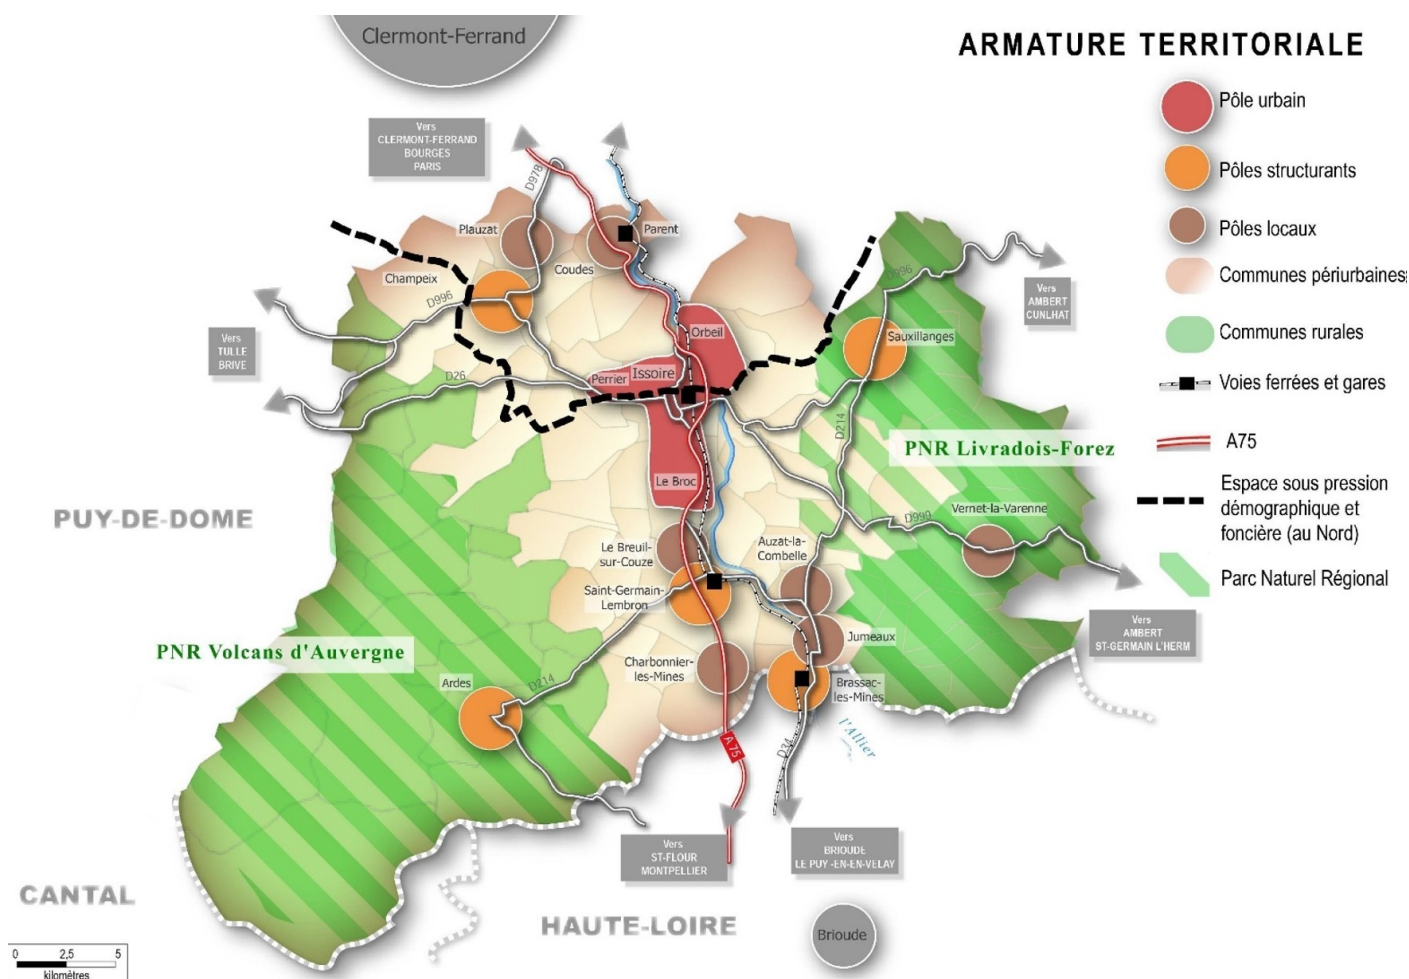 Clermont-Ferrand
ARMATURE TERRITORIALE
Pôle urbain
Pôles structurants
Pôles locaux
Communes périurbaines
Communes rurales
Voies ferrées et gares
A75
Espace sous pression
démographique et
foncière (au Nord)
Parc Naturel Régional
Vers
CLERMONT-FERRAND
BOURGES
PARIS
D978
Plauzat
Parent
Coudes
Champeix
D996
D996
Vers
AMBERT
CUNLHAT
Vers
TULLE
BRIVE
Orbeil
Sauxillanges
Perrier
Issoire
D26
D214
PNR Livradois-Forez
Le Broc
PUY-DE-DOME
Vernet-la-Varenne
D999
Le Breuil-
sur-Couze
Auzat-la-
Combelle
Saint-Germain-
Lembron
Jumeaux
Vers
AMBERT
ST-GERMAIN L'HERM
PNR Volcans d'Auvergne
Charbonnier-
les-Mines
Ardes
D214
Brassac-
les-Mines
l'Allier
A 75
D34
Vers
ST-FLOUR
MONTPELLIER
Vers
BRIOUDE
LE PUY -EN-EN-VELAY
CANTAL
HAUTE-LOIRE
Brioude
0 2,5 5
kilomètres